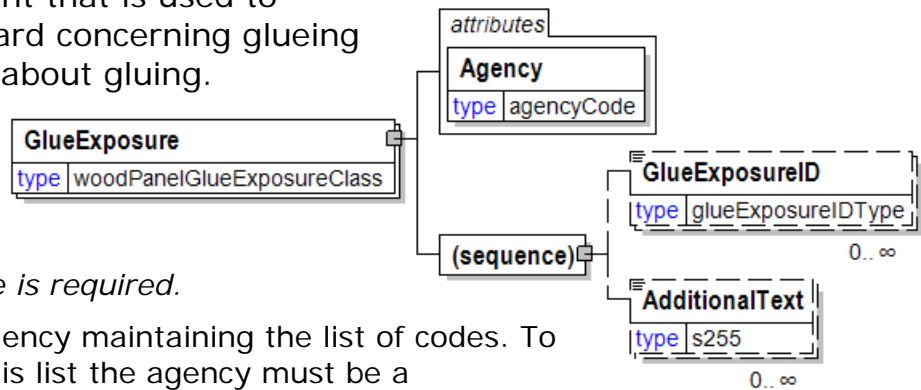 nt that is used to
ard concerning glueing
about gluing.
attributes
Agency
type agencyCode
GlueExposure
type woodPanelGlueExposureClass
GlueExposureID
type glueExposureIDType
0.. ∞
(sequence)
e is required.
AdditionalText
type s255
0.. ∞
ency maintaining the list of codes. To
is list the agency must be a